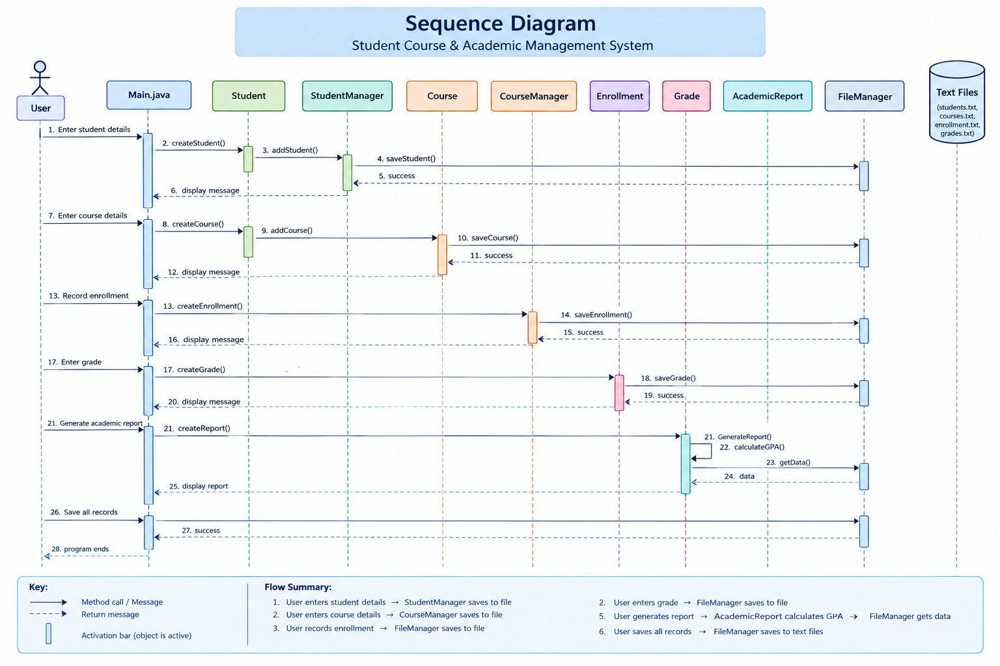 Sequence Diagram
Student Course & Academic Management System
User
Main.java
Student
StudentManager
Course
CourseManager
Enrollment
Grade
AcademicReport
FileManager
Text Files
(students.txt,
courses.txt,
enrollment.txt,
grades.txt)
1. Enter student details
2. createStudent()
3. addStudent()
4. saveStudent()
5. success
6. display message
7. Enter course details
8. createCourse()
9. addCourse()
10. saveCourse()
11. success
12. display message
13. Record enrollment
13. createEnrollment()
14. saveEnrollment()
15. success
16. display message
17. Enter grade
17. createGrade()
18. saveGrade()
19. success
20. display message
21. Generate academic report
21. createReport()
21. GenerateReport()
22. calculateGPA()
23. getData()
24. data
25. display report
26. Save all records
27. success
28. program ends
Key:
Method call / Message
Return message
Activation bar (object is active)
Flow Summary:
1. User enters student details → StudentManager saves to file
2. User enters course details → CourseManager saves to file
3. User records enrollment → FileManager saves to file
2. User enters grade → FileManager saves to file
5. User generates report → AcademicReport calculates GPA → FileManager gets data
6. User saves all records → FileManager saves to text files